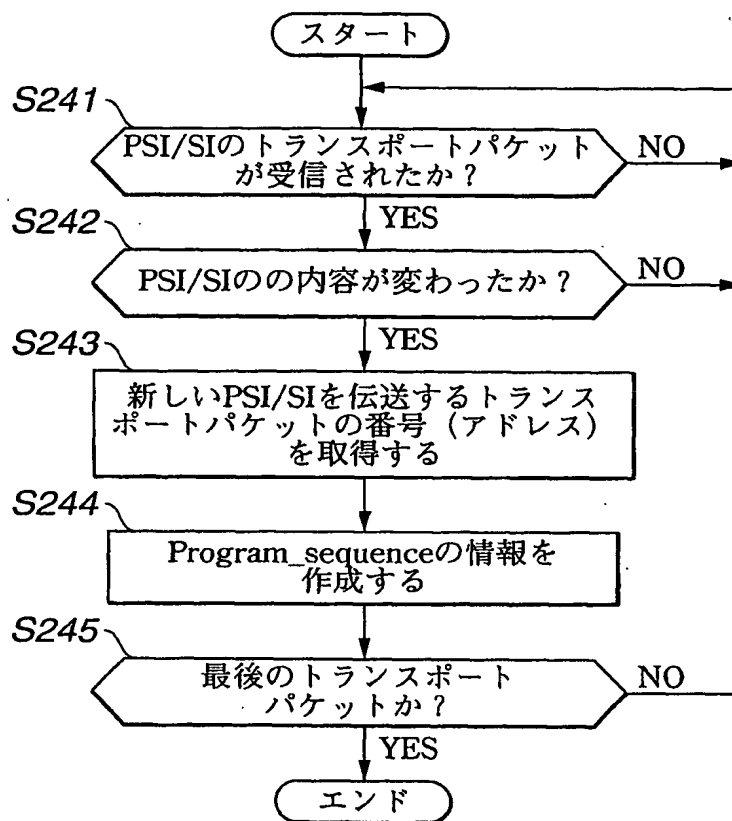 スタート
S241
PSI/SIのトランスポートパケット
が受信されたか？
NO
YES
S242
PSI/SIのの内容が変わったか？
NO
YES
S243
新しいPSI/SIを伝送するトランス
ポートパケットの番号（アドレス）
を取得する
S244
Program_sequenceの情報を
作成する
S245
最後のトランスポート
パケットか？
NO
YES
エンド